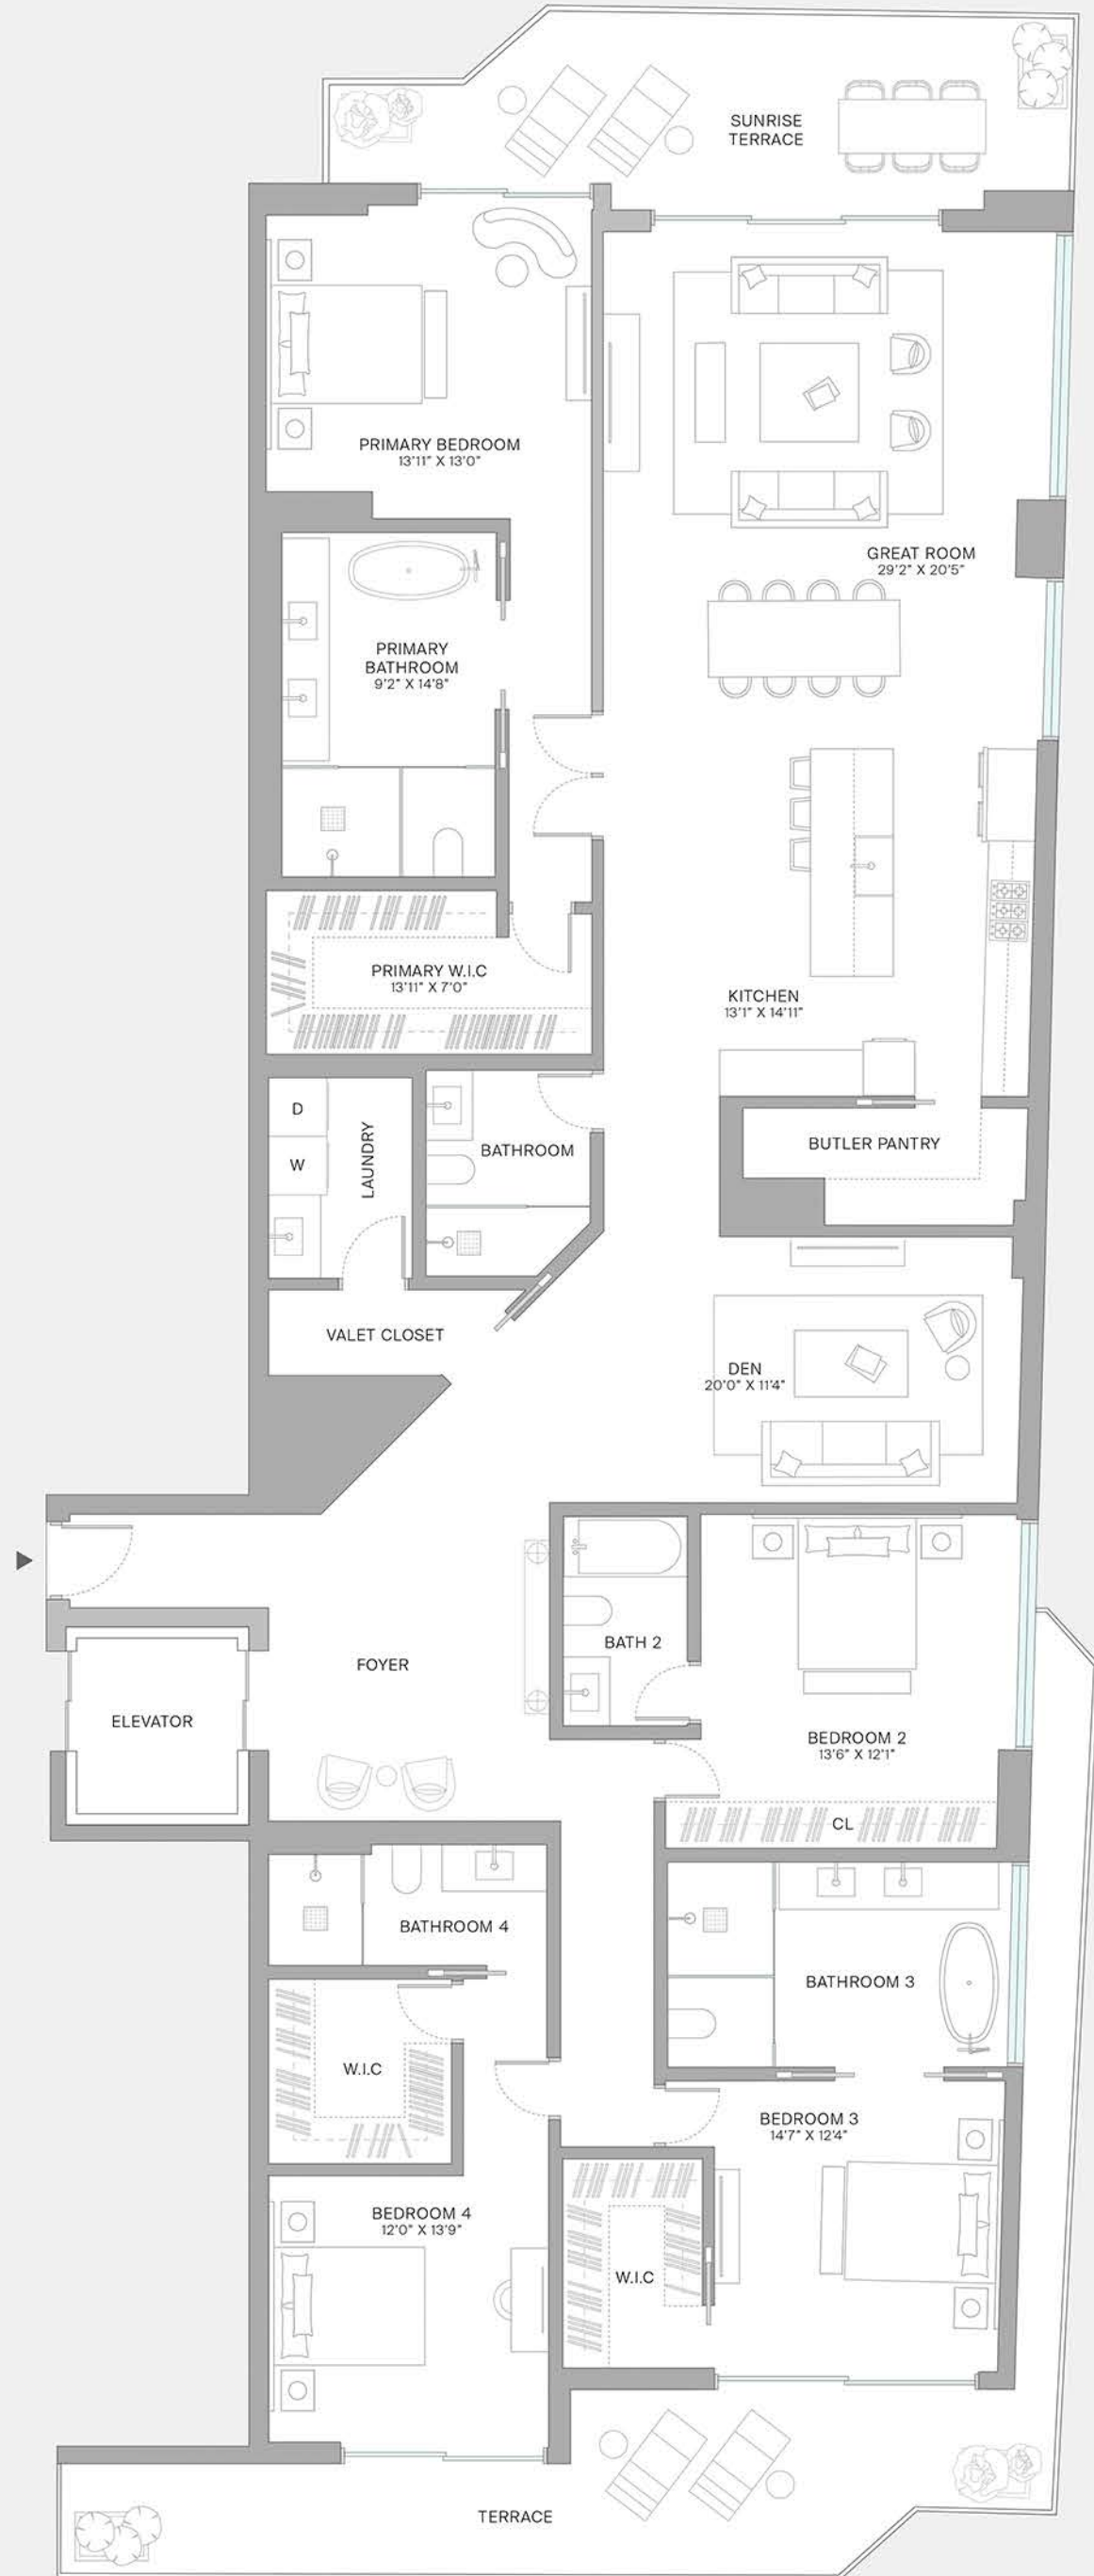 SUNRISE
TERRACE
PRIMARY BEDROOM
13'11" X 13'0"
GREAT ROOM
29'2" X 20'5"
PRIMARY
BATHROOM
9'2" X 14'8"
PRIMARY W.I.C
13'11" X 7'0"
KITCHEN
13'1" X 14'11"
D
W
LAUNDRY
BATHROOM
BUTLER PANTRY
VALET CLOSET
DEN
20'0" X 11'4"
BATH 2
FOYER
ELEVATOR
BEDROOM 2
13'6" X 12'1"
CL
BATHROOM 4
BATHROOM 3
W.I.C
BEDROOM 3
14'7" X 12'4"
BEDROOM 4
12'0" X 13'9"
W.I.C
TERRACE